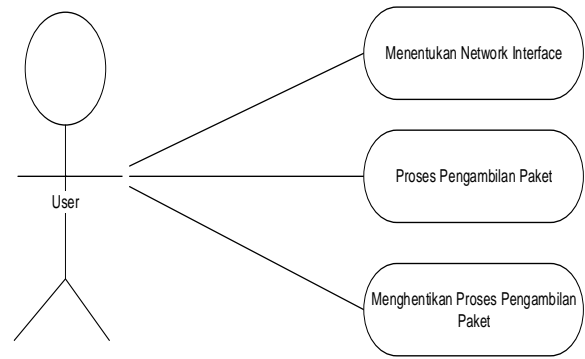 Menentukan Network Interface
Proses Pengambilan Paket
User
Menghentikan Proses Pengambilan
Paket